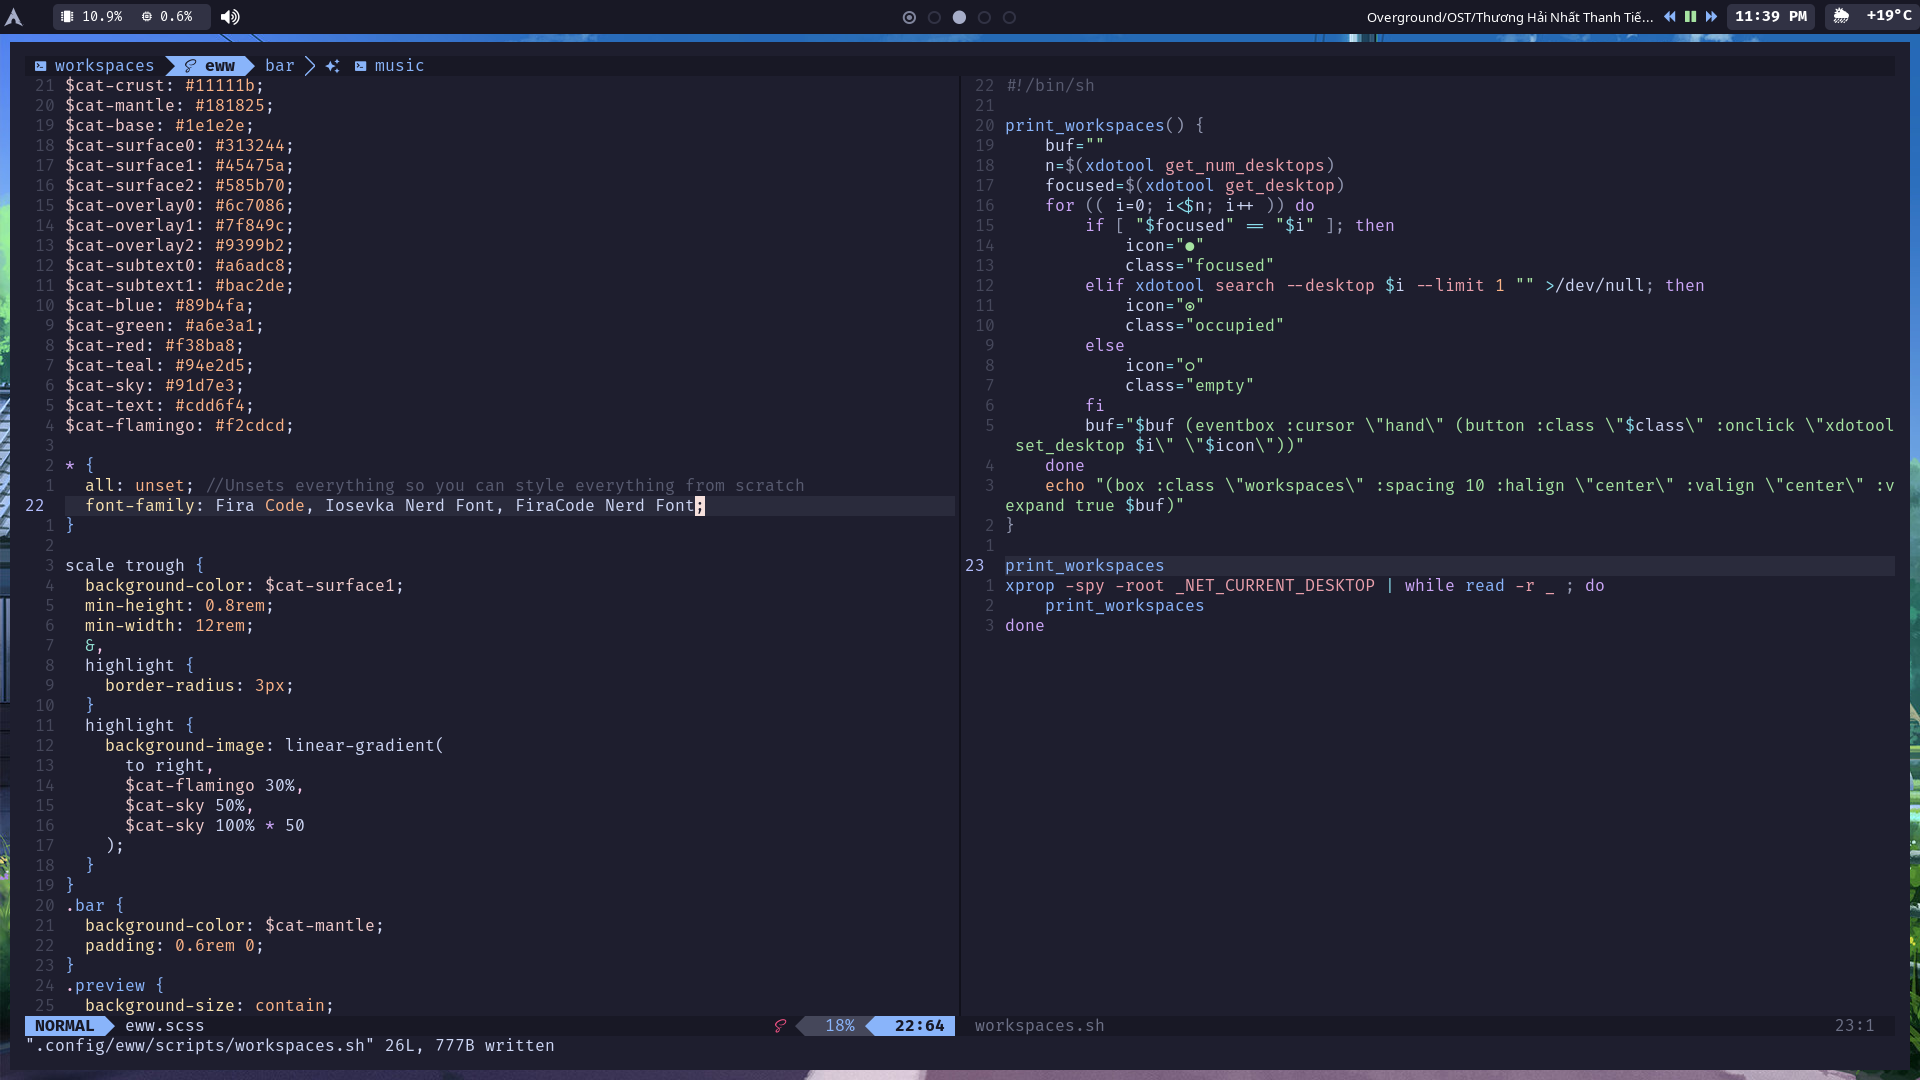 10.9% 0.6%
Overground/OST/Thương Hải Nhất Thanh Tiế... 11:39 PM +19°C
workspaces eww bar music
21 $cat-crust: #11111b;
20 $cat-mantle: #181825;
19 $cat-base: #1e1e2e;
18 $cat-surface0: #313244;
17 $cat-surface1: #45475a;
16 $cat-surface2: #585b70;
15 $cat-overlay0: #6c7086;
14 $cat-overlay1: #7f849c;
13 $cat-overlay2: #9399b2;
12 $cat-subtext0: #a6adc8;
11 $cat-subtext1: #bac2de;
10 $cat-blue: #89b4fa;
9 $cat-green: #a6e3a1;
8 $cat-red: #f38ba8;
7 $cat-teal: #94e2d5;
6 $cat-sky: #91d7e3;
5 $cat-text: #cdd6f4;
4 $cat-flamingo: #f2cdcd;
3
2 * {
1   all: unset; //Unsets everything so you can style everything from scratch
22   font-family: Fira Code, Iosevka Nerd Font, FiraCode Nerd Font;
1 }
2
3 scale trough {
4   background-color: $cat-surface1;
5   min-height: 0.8rem;
6   min-width: 12rem;
7   &,
8   highlight {
9     border-radius: 3px;
10   }
11   highlight {
12     background-image: linear-gradient(
13       to right,
14       $cat-flamingo 30%,
15       $cat-sky 50%,
16       $cat-sky 100% * 50
17     );
18   }
19 }
20 .bar {
21   background-color: $cat-mantle;
22   padding: 0.6rem 0;
23 }
24 .preview {
25   background-size: contain;
NORMAL eww.scss 18% 22:64
22 #!/bin/sh
21
20 print_workspaces() {
19     buf=""
18     n=$(xdotool get_num_desktops)
17     focused=$(xdotool get_desktop)
16     for (( i=0; i<$n; i++ )) do
15         if [ "$focused" == "$i" ]; then
14             icon="●"
13             class="focused"
12         elif xdotool search --desktop $i --limit 1 "" >/dev/null; then
11             icon="⊙"
10             class="occupied"
9         else
8             icon="○"
7             class="empty"
6         fi
5         buf="$buf (eventbox :cursor \"hand\" (button :class \"$class\" :onclick \"xdotool
 set_desktop $i\" \"$icon\"))"
4     done
3     echo "(box :class \"workspaces\" :spacing 10 :halign \"center\" :valign \"center\" :v
expand true $buf)"
2 }
1
23 print_workspaces
1 xprop -spy -root _NET_CURRENT_DESKTOP | while read -r _ ; do
2     print_workspaces
3 done
workspaces.sh 23:1
".config/eww/scripts/workspaces.sh" 26L, 777B written